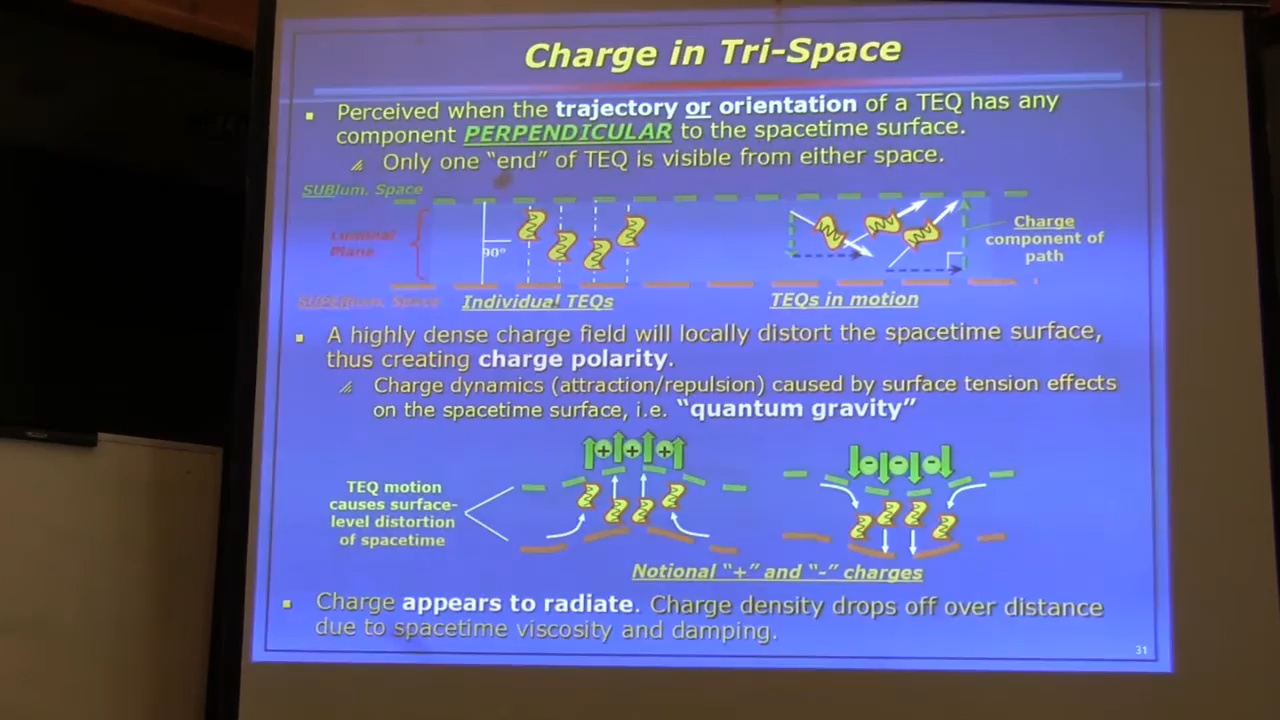 Charge in Tri-Space
Perceived when the trajectory or orientation of a TEQ has any
component PERPENDICULAR to the spacetime surface.
Only one “end” of TEQ is visible from either space.
SUBlum. Space
Luminal
Plane
90°
Charge
component of
path
SUPERlum. Space
Individual TEQs
TEQs in motion
A highly dense charge field will locally distort the spacetime surface,
thus creating charge polarity.
Charge dynamics (attraction/repulsion) caused by surface tension effects
on the spacetime surface, i.e. “quantum gravity”
+ + +
- - -
TEQ motion
causes surface-
level distortion
of spacetime
Notional “+” and “-” charges
Charge appears to radiate. Charge density drops off over distance
due to spacetime viscosity and damping.
31